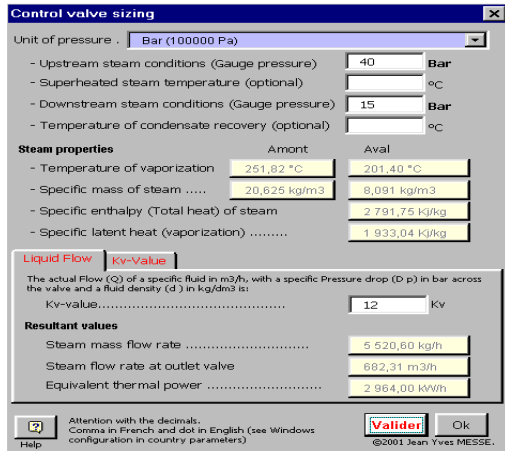 Control valve sizing
Unit of pressure . Bar (100000 Pa)
- Upstream steam conditions (Gauge pressure) 40 Bar
- Superheated steam temperature (optional) °C
- Downstream steam conditions (Gauge pressure) 15 Bar
- Temperature of condensate recovery (optional) °C
Steam properties Amont Aval
- Temperature of vaporization 251,82 °C 201,40 °C
- Specific mass of steam ..... 20,625 kg/m3 8,091 kg/m3
- Specific enthalpy (Total heat) of steam 2 791,75 Kj/kg
- Specific latent heat (vaporization) ......... 1 933,04 Kj/kg
Liquid Flow Kv-Value
The actual Flow (Q) of a specific fluid in m3/h, with a specific Pressure drop (D p) in bar across
the valve and a fluid density (d ) in kg/dm3 is:
Kv-value.......................................... 12 Kv
Resultant values
Steam mass flow rate ............................ 5 520,60 kg/h
Steam flow rate at outlet valve 682,31 m3/h
Equivalent thermal power .......................... 2 964,00 kW/h
Help
Attention with the decimals.
Comma in French and dot in English (see Windows
configuration in country parameters)
Valider Ok
©2001 Jean Yves MESSE.